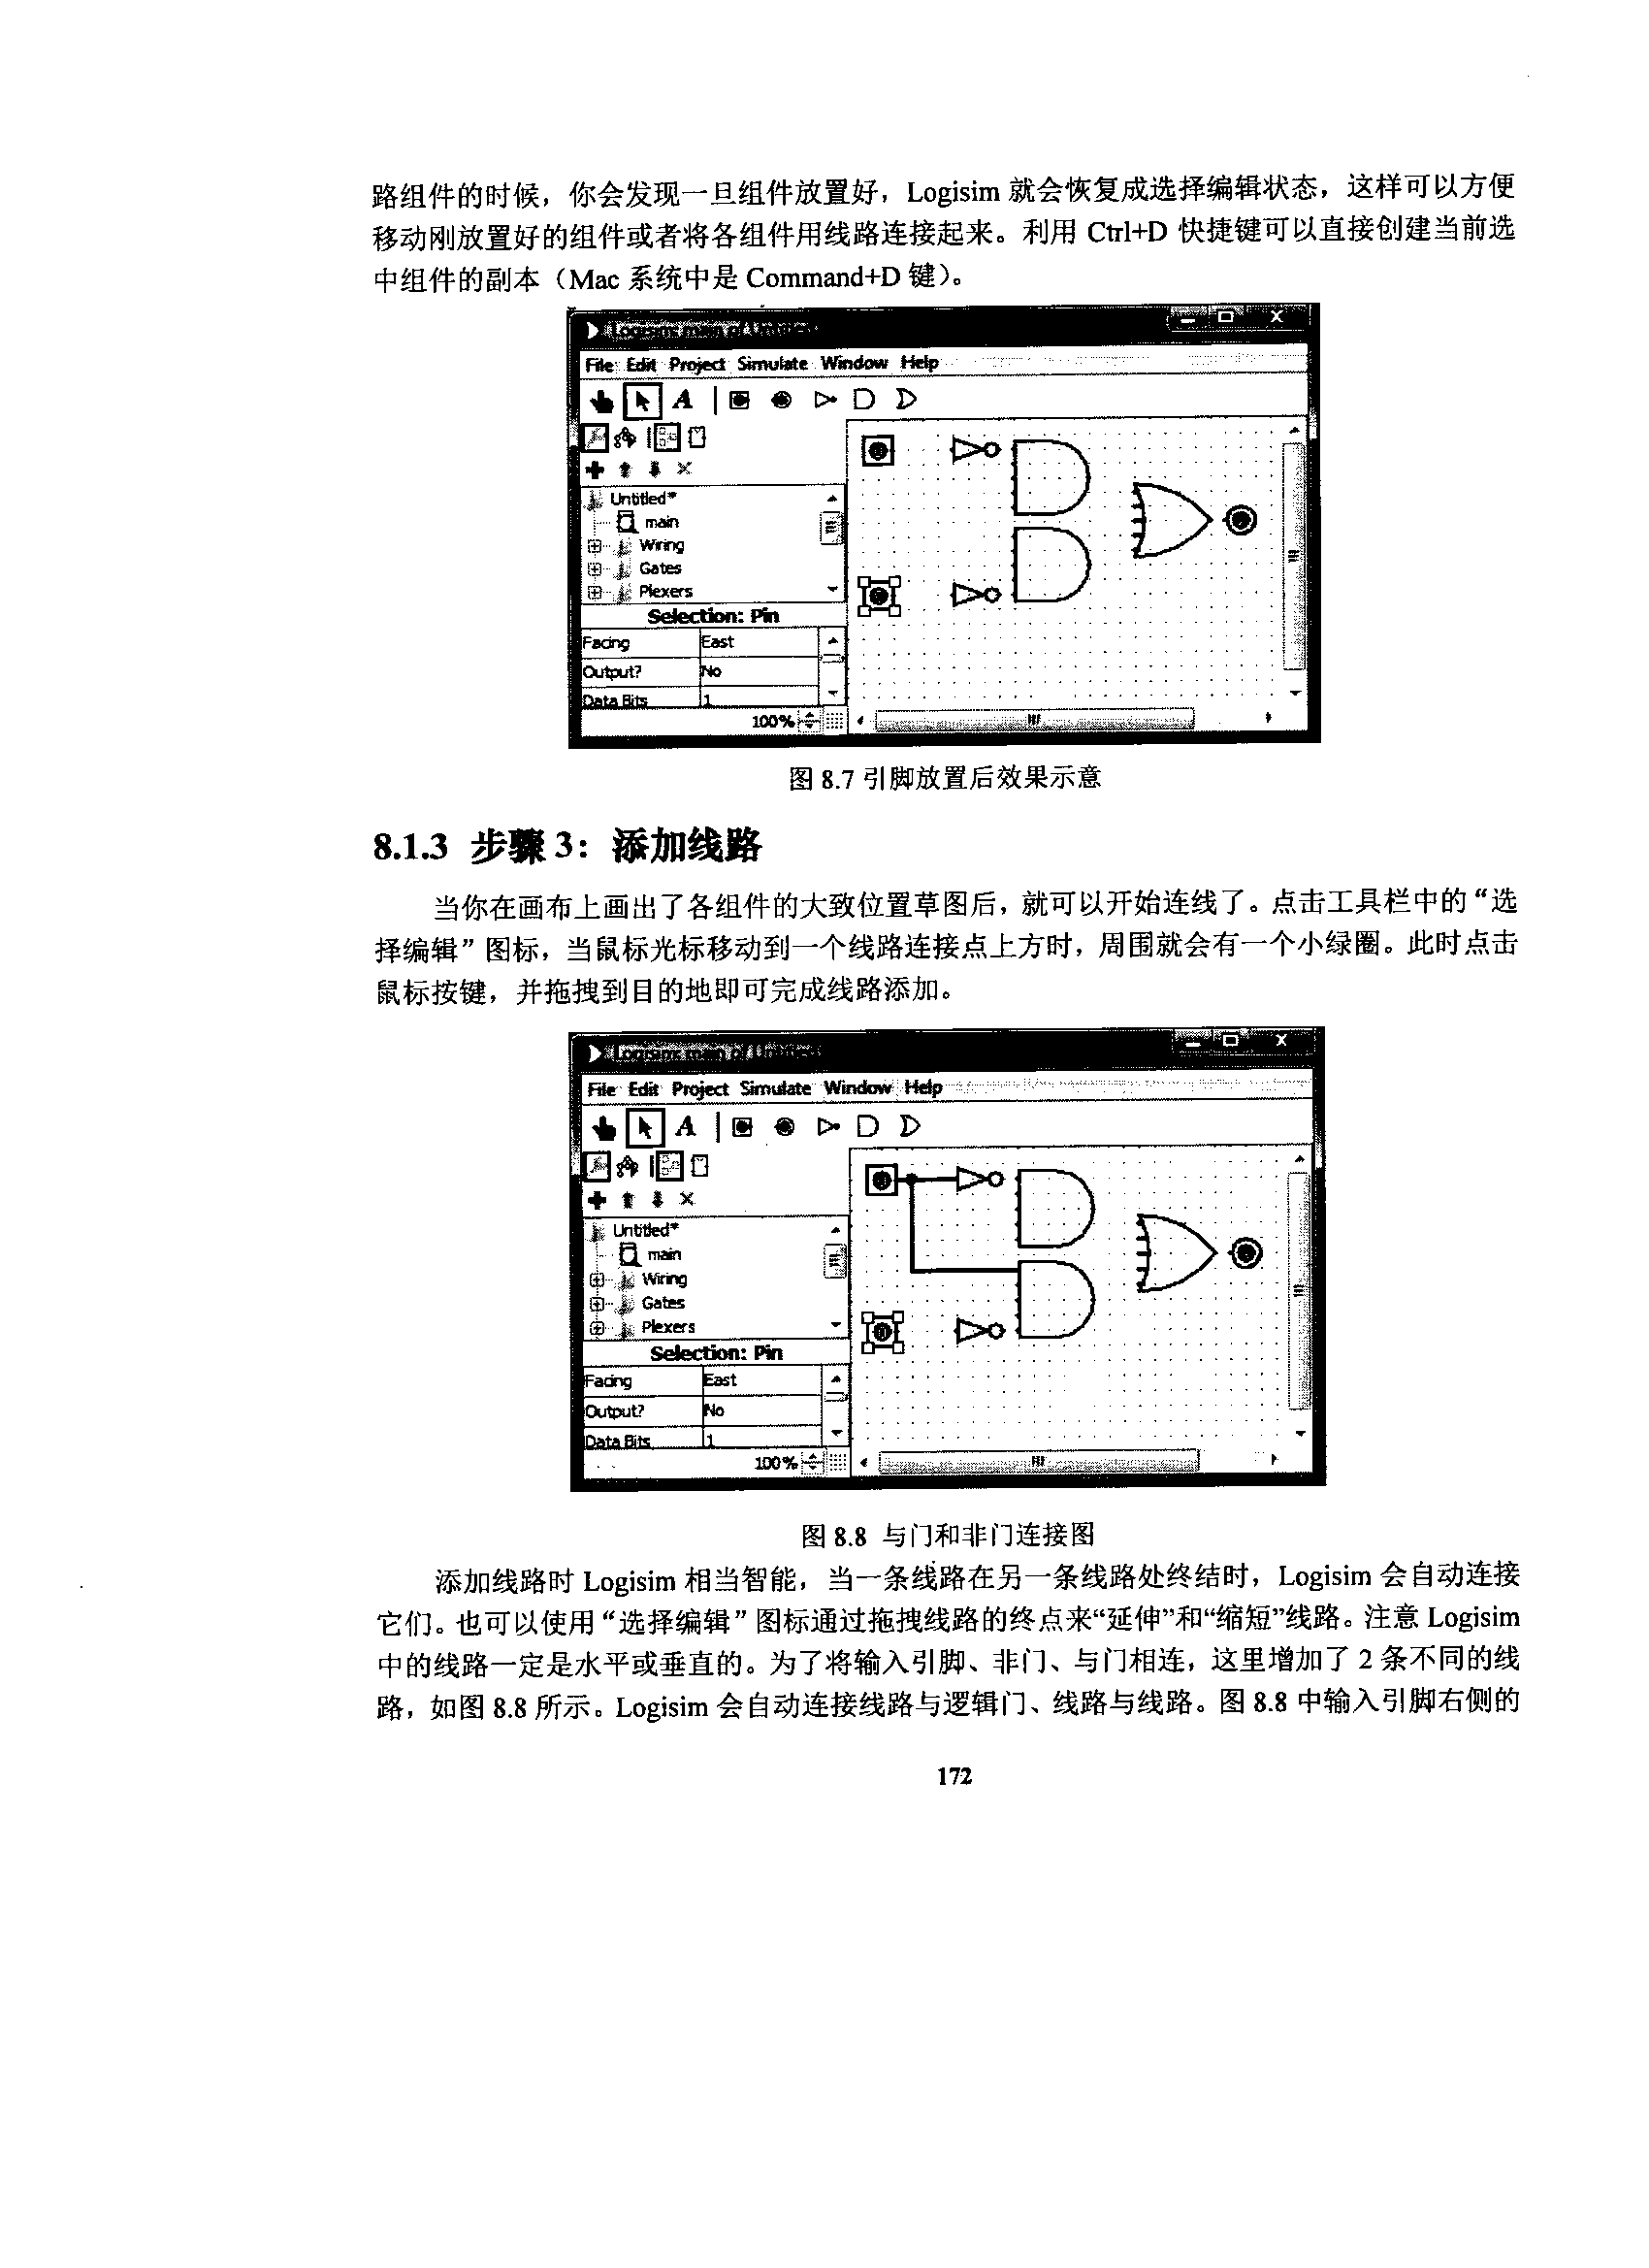 路组件的时候，你会发现一旦组件放置好，Logisim 就会恢复成选择编辑状态，这样可以方便
移动刚放置好的组件或者将各组件用线路连接起来。利用 Ctrl+D 快捷键可以直接创建当前选
中组件的副本（Mac 系统中是 Command+D 键）。
Logisim: main of Untitled
File Edit Project Simulate Window Help
A
Untitled*
main
Wiring
Gates
Plexers
Selection: Pin
Facing East
Output? No
Data Bits 1
100%
图 8.7 引脚放置后效果示意
8.1.3 步骤 3：添加线路
当你在画布上画出了各组件的大致位置草图后，就可以开始连线了。点击工具栏中的“选
择编辑”图标，当鼠标光标移动到一个线路连接点上方时，周围就会有一个小绿圈。此时点击
鼠标按键，并拖拽到目的地即可完成线路添加。
Logisim: main of Untitled
File Edit Project Simulate Window Help
A
Untitled*
main
Wiring
Gates
Plexers
Selection: Pin
Facing East
Output? No
Data Bits 1
100%
图 8.8 与门和非门连接图
添加线路时 Logisim 相当智能，当一条线路在另一条线路处终结时，Logisim 会自动连接
它们。也可以使用“选择编辑”图标通过拖拽线路的终点来“延伸”和“缩短”线路。注意 Logisim
中的线路一定是水平或垂直的。为了将输入引脚、非门、与门相连，这里增加了 2 条不同的线
路，如图 8.8 所示。Logisim 会自动连接线路与逻辑门、线路与线路。图 8.8 中输入引脚右侧的
172